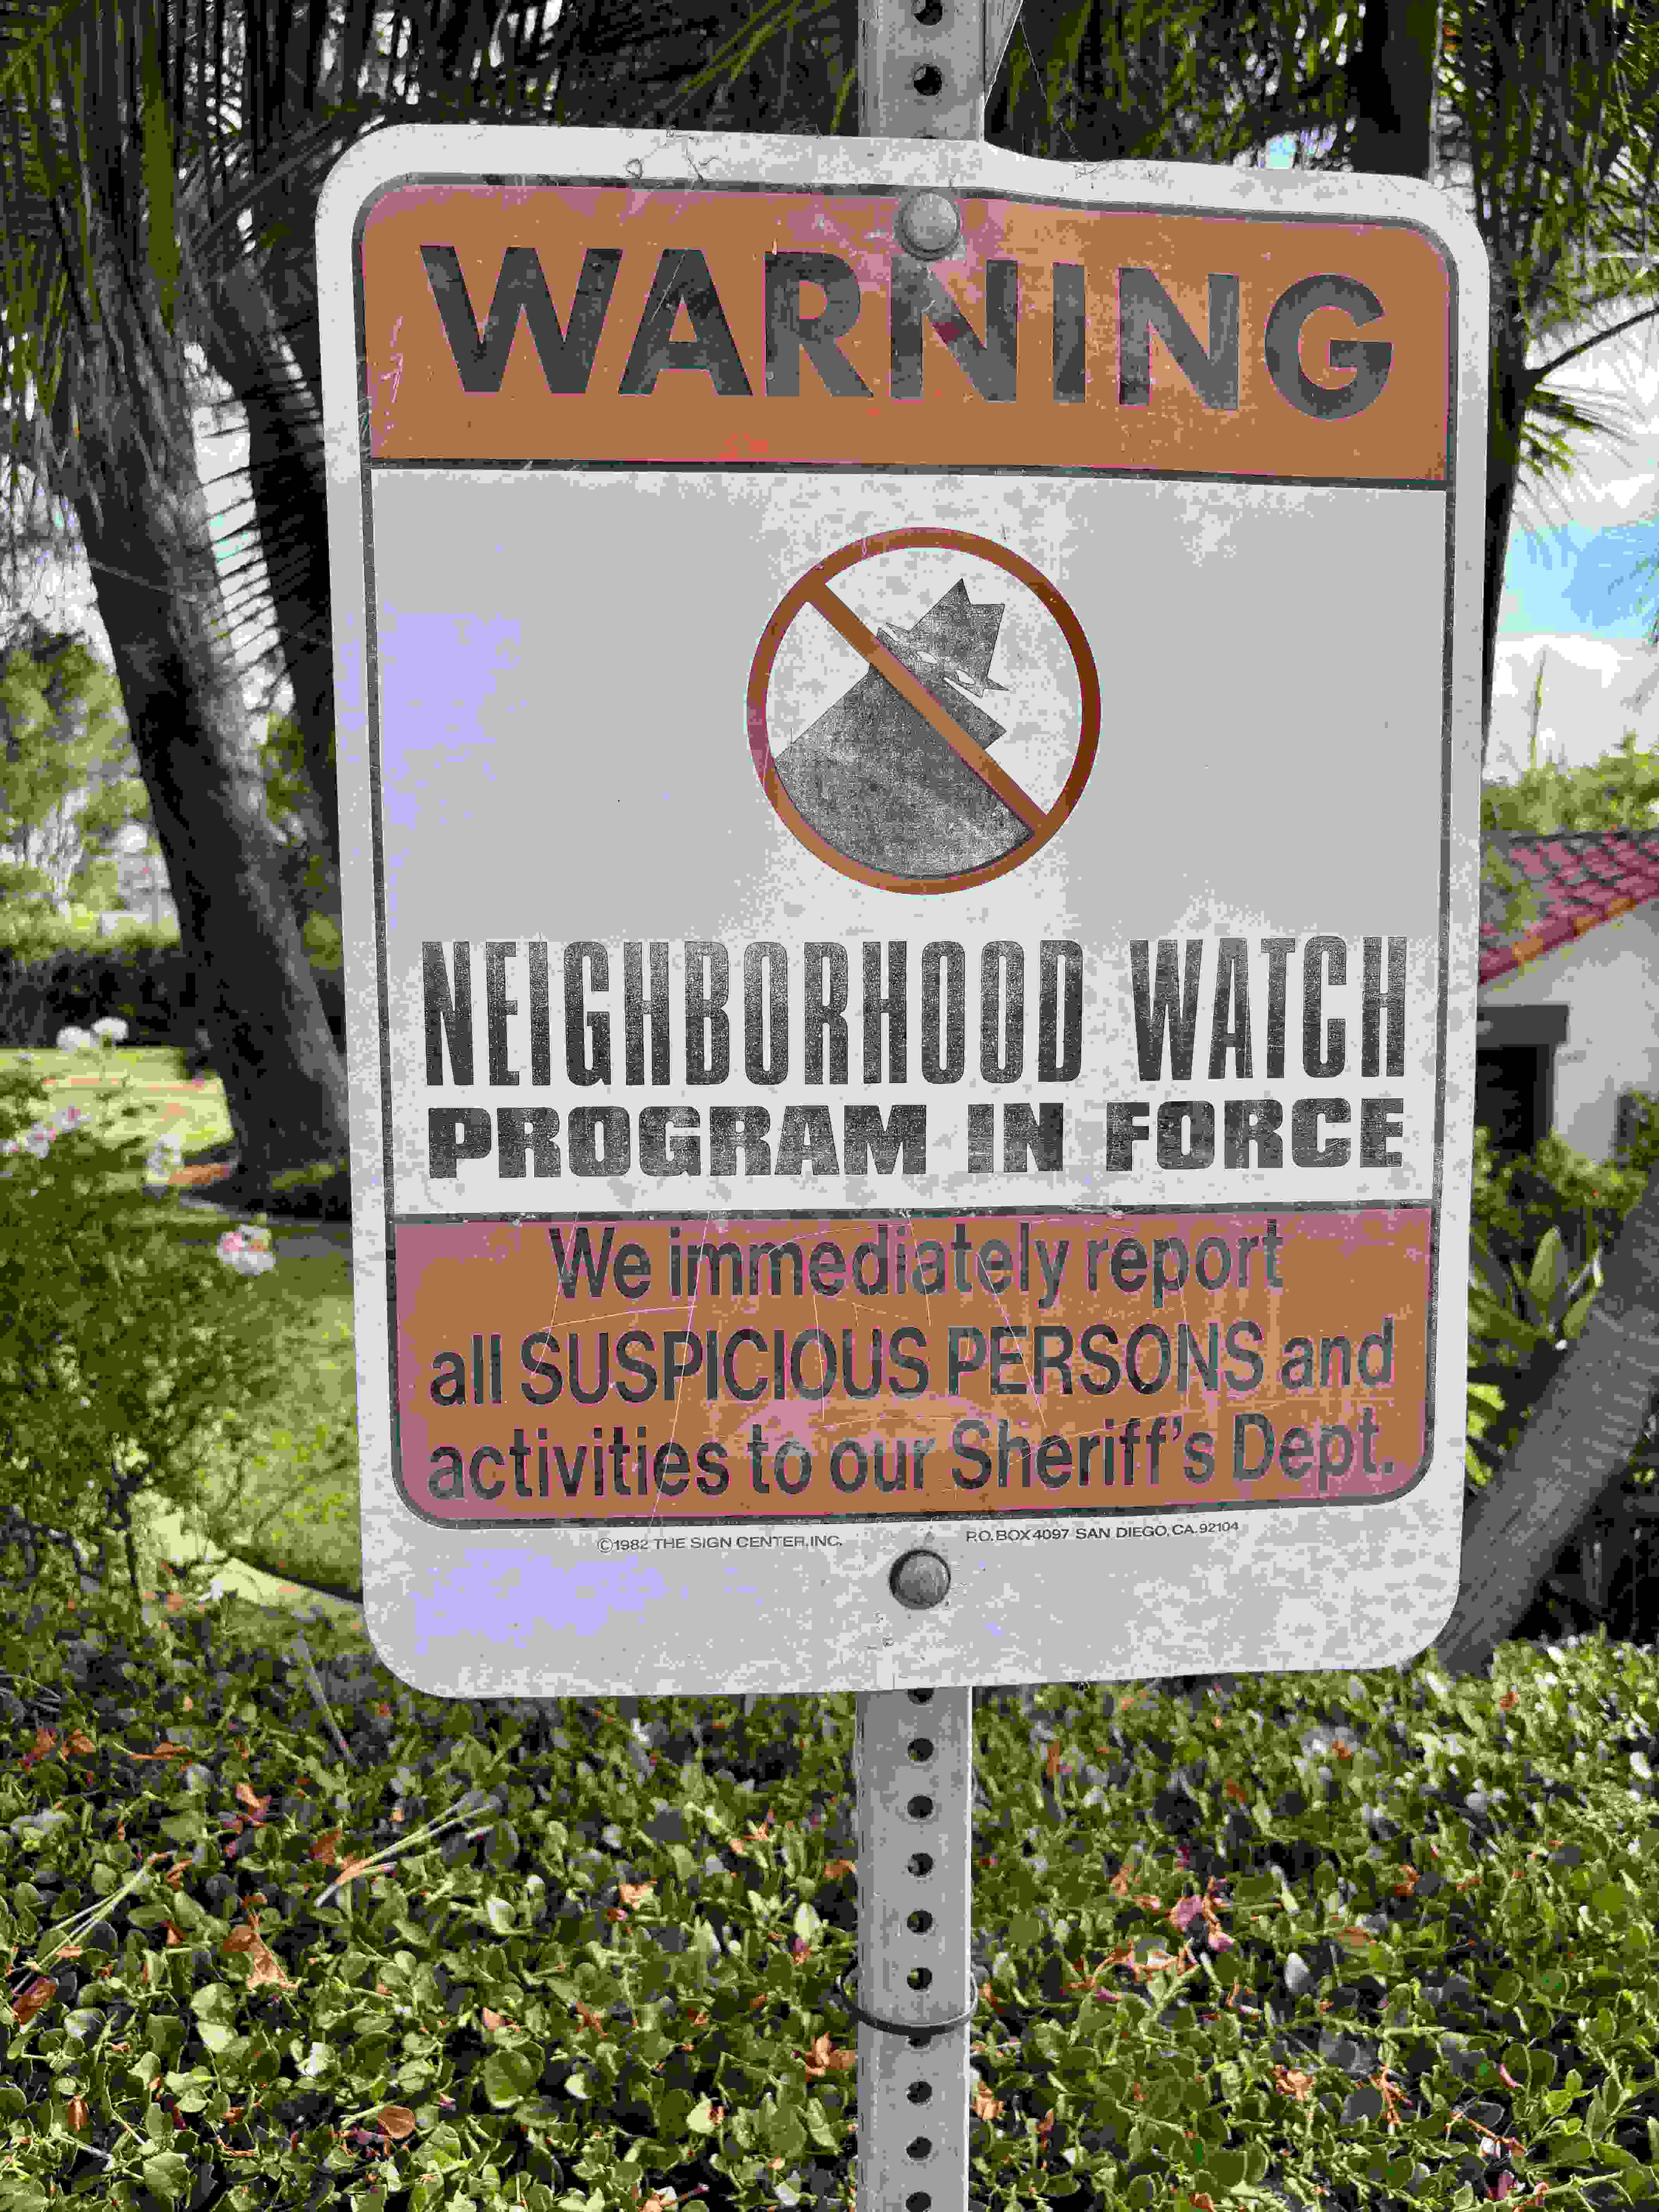 WARNING
NEIGHBORHOOD WATCH
PROGRAM IN FORCE
We immediately report
all SUSPICIOUS PERSONS and
activities to our Sheriff's Dept.
©1982 THE SIGN CENTER, INC. P.O. BOX 4097 SAN DIEGO, CA. 92104